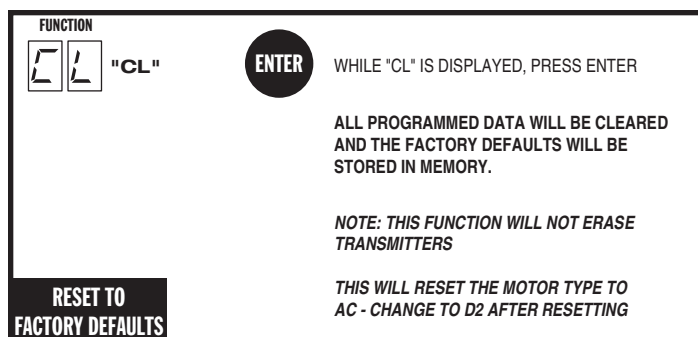 FUNCTION
CL "CL"
ENTER
WHILE "CL" IS DISPLAYED, PRESS ENTER
ALL PROGRAMMED DATA WILL BE CLEARED
AND THE FACTORY DEFAULTS WILL BE
STORED IN MEMORY.
NOTE: THIS FUNCTION WILL NOT ERASE
TRANSMITTERS
THIS WILL RESET THE MOTOR TYPE TO
AC - CHANGE TO D2 AFTER RESETTING
RESET TO
FACTORY DEFAULTS